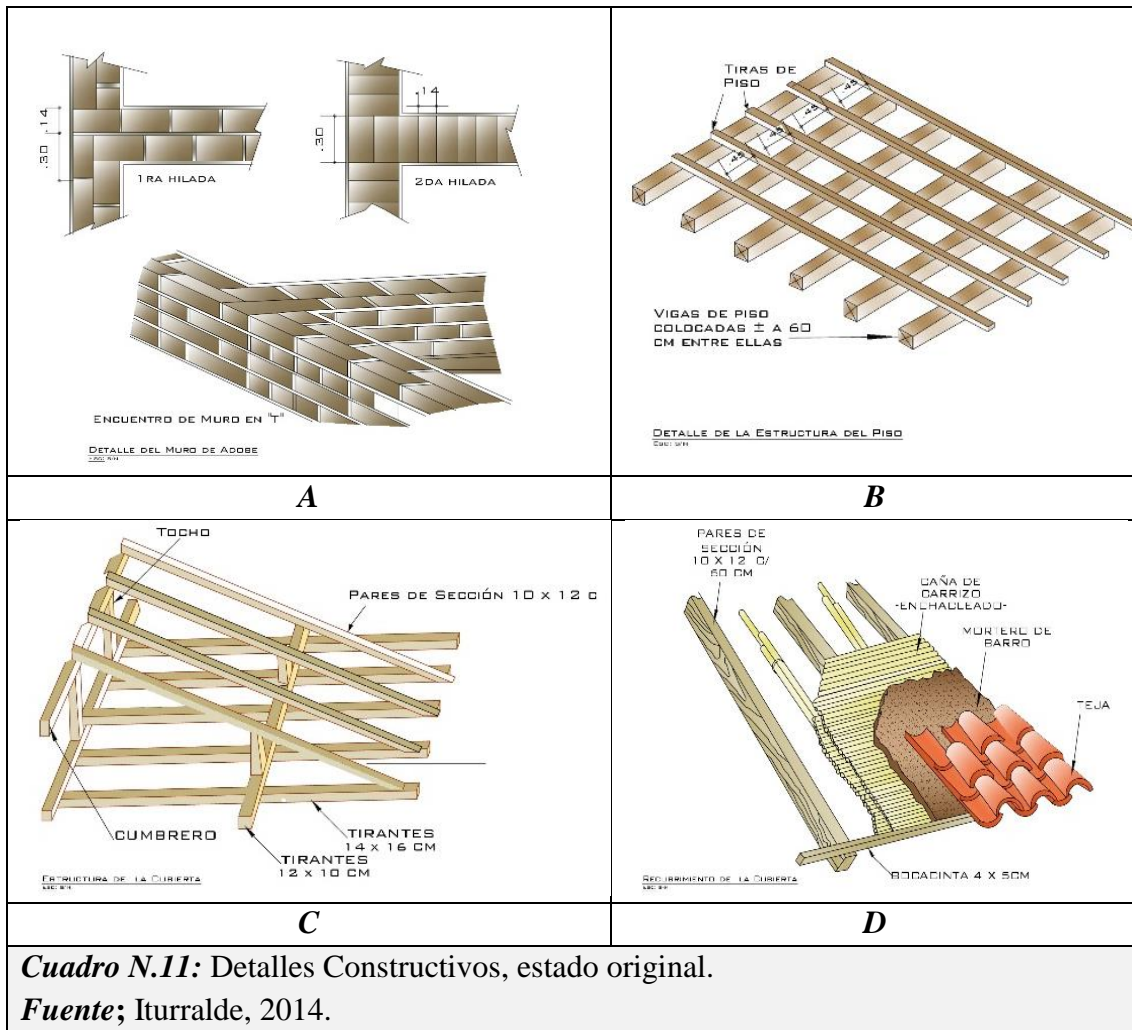 .14
.30
1RA HILADA
.14
.30
2DA HILADA
ENCUENTRO DE MURO EN "T"
DETALLE DEL MURO DE ADOBE
TIRAS DE
PISO
.45
.45
.45
.45
VIGAS DE PISO
COLOCADAS ± A 60
CM ENTRE ELLAS
DETALLE DE LA ESTRUCTURA DEL PISO
A
B
TOCHO
PARES DE SECCIÓN 10 X 12 C
CUMBRERO
TIRANTES
14 X 16 CM
TIRANTES
12 X 10 CM
ESTRUCTURA DE LA CUBIERTA
PARES DE
SECCIÓN
10 X 12 C/
60 CM
CAÑA DE
CARRIZO
-ENCHACLEADO-
MORTERO DE
BARRO
TEJA
BOCACINTA 4 X 5CM
RECUBRIMIENTO DE LA CUBIERTA
C
D
Cuadro N.11: Detalles Constructivos, estado original.
Fuente; Iturralde, 2014.